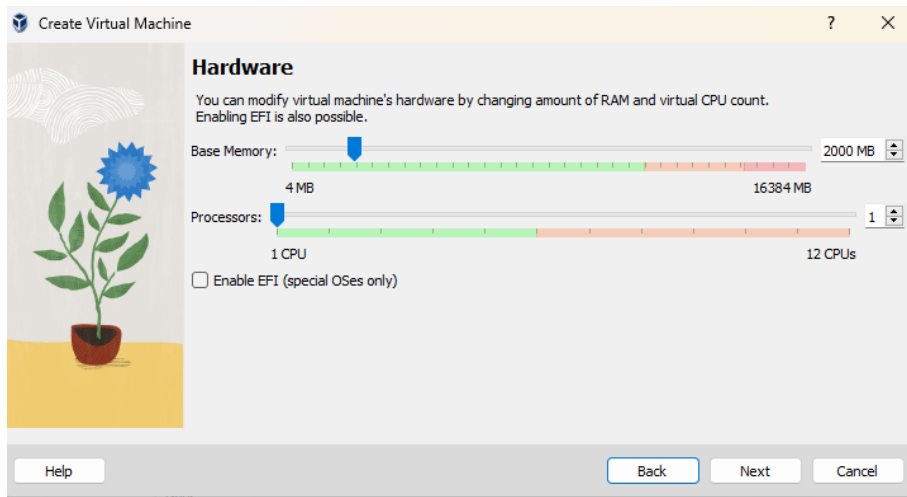 Create Virtual Machine
?
Hardware
You can modify virtual machine's hardware by changing amount of RAM and virtual CPU count.
Enabling EFI is also possible.
Base Memory: 2000 MB
4 MB 16384 MB
Processors: 1
1 CPU 12 CPUs
Enable EFI (special OSes only)
Help Back Next Cancel